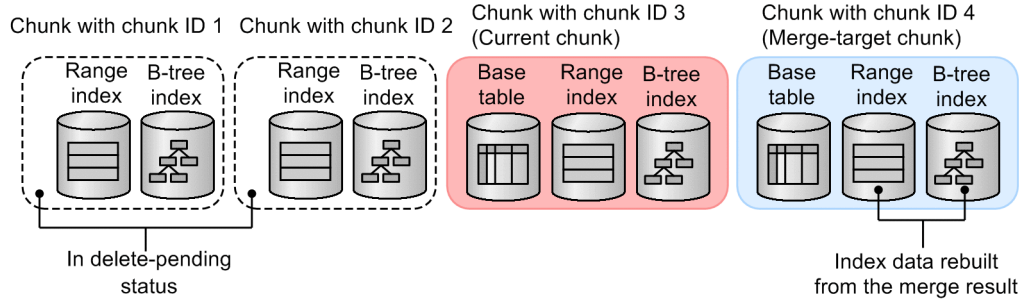 Chunk with chunk ID 1
Chunk with chunk ID 2
Chunk with chunk ID 3
(Current chunk)
Chunk with chunk ID 4
(Merge-target chunk)
Range
index
B-tree
index
Range
index
B-tree
index
Base
table
Range
index
B-tree
index
Base
table
Range
index
B-tree
index
In delete-pending
status
Index data rebuilt
from the merge result